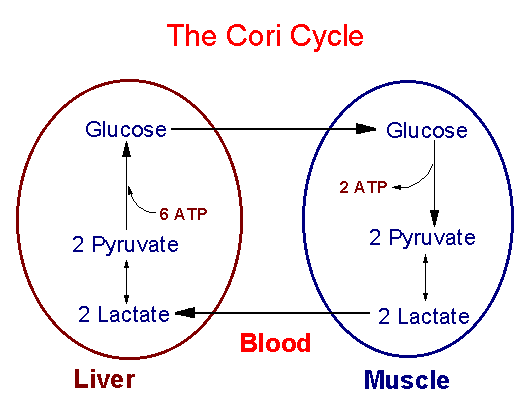 The Cori Cycle
Glucose
Glucose
2 ATP
6 ATP
2 Pyruvate
2 Pyruvate
2 Lactate
2 Lactate
Blood
Liver
Muscle